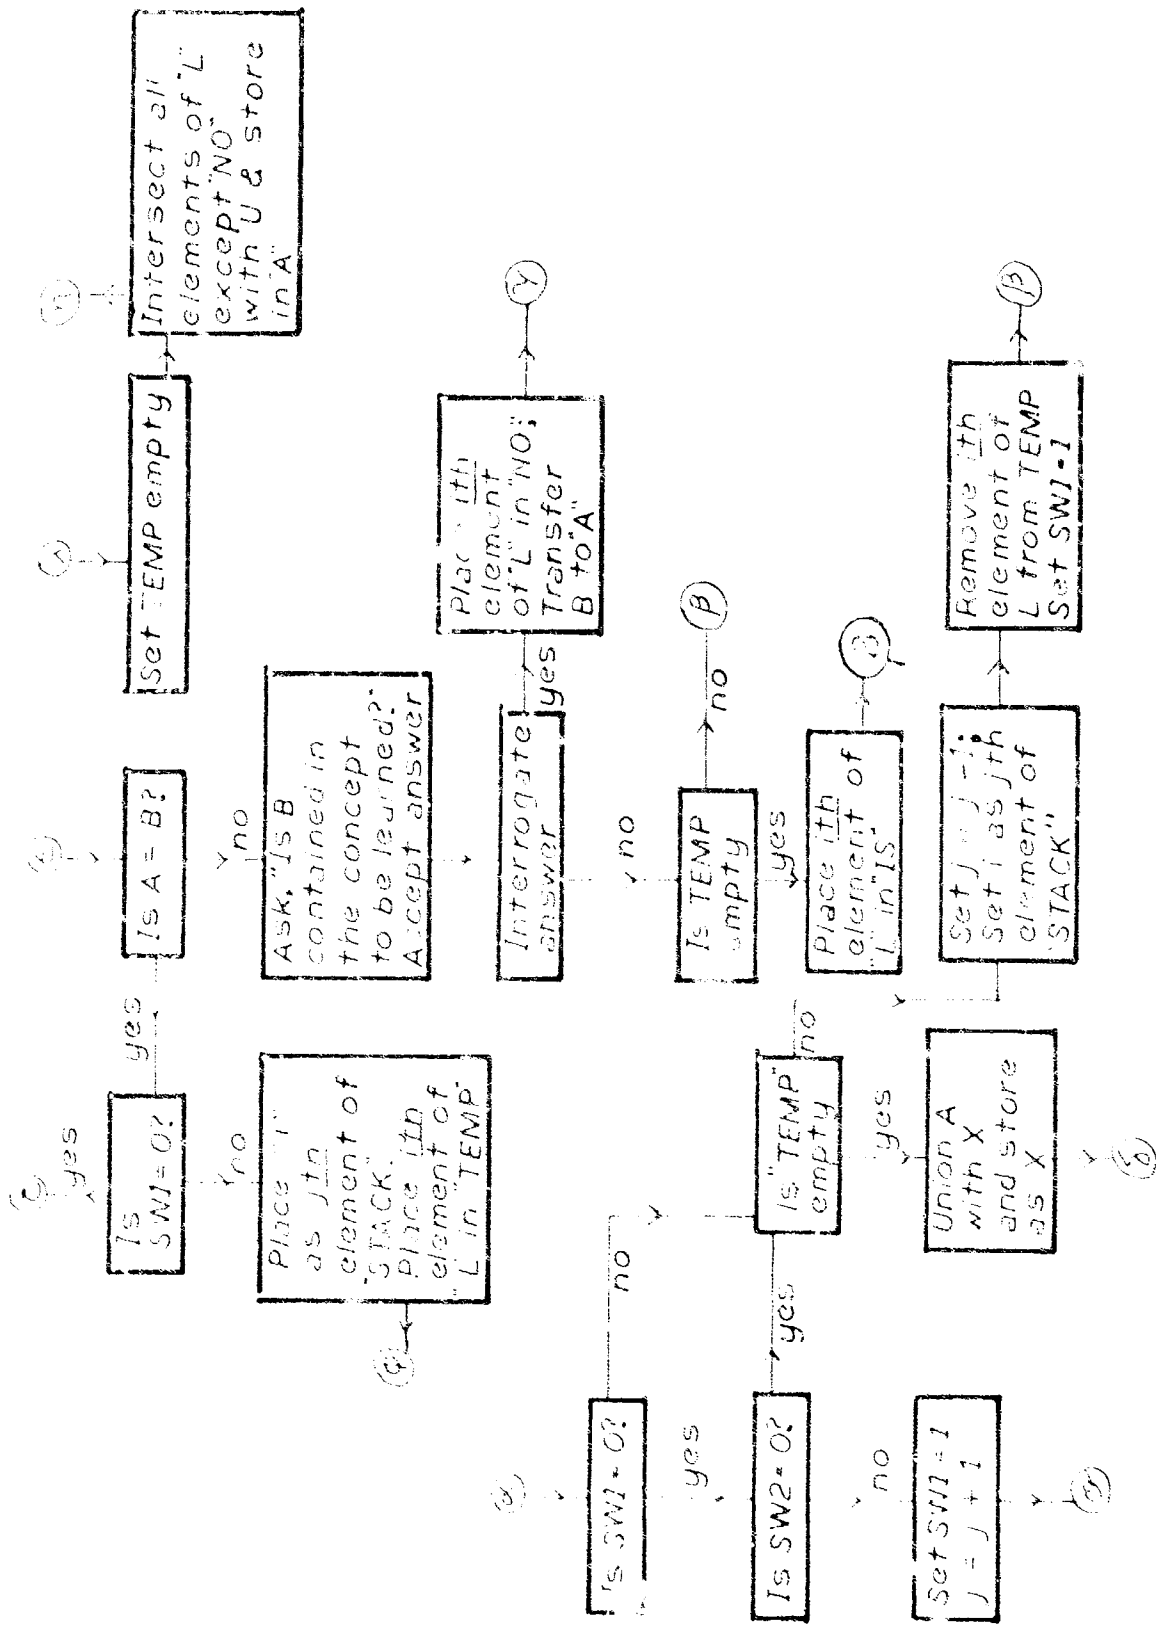 Set TEMP empty
Intersect all
elements of "L"
except "NO"
with U & store
in "A"
Is A = B?
yes
no
Is
SW1 = 0?
yes
no
Ask, "Is B
contained in
the concept
to be learned?"
Accept answer
Place "i"
as jth
element of
"STACK."
Place ith
element of
"L" in "TEMP"
Interrogate
answer
yes
no
ith
element
of "L" in "NO";
Transfer
B to "A"
γ
Is TEMP
empty
no
β
yes
Place ith
element of
"L" in "IS"
Set j = j - 1;
Set i as jth
element of
"STACK"
Remove ith
element of
L from TEMP
Set SW1 = 1
β
Is "TEMP"
empty
no
yes
Union A
with X
and store
as X
δ
Is SW1 = 0?
no
yes
Is SW2 = 0?
yes
no
Set SW1 = 1
j = j + 1